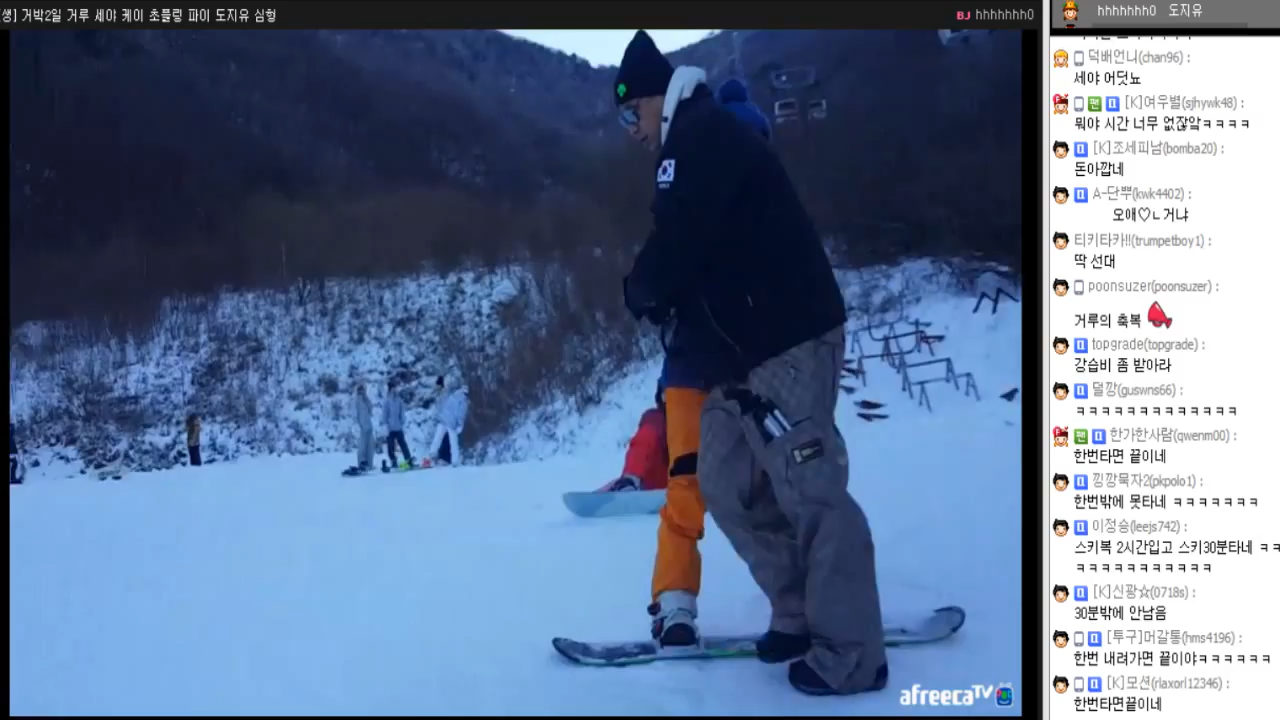 생] 거박2일 거루 세야 케이 초플링 파이 도지유 심형
BJ hhhhhhh0
hhhhhhh0 도지유
덕배언니(chan96) :
세야 어딧뇨
팬 [K]여우별(sjhywk48) :
뭐야 시간 너무 없잖앜ㅋㅋㅋㅋ
[K]조세피남(bomba20) :
돈아깝네
A-단뿌(kwk4402) :
오애♡ㄴ거냐
티키타카!!(trumpetboy1) :
딱 선대
poonsuzer(poonsuzer) :
거루의 축복
topgrade(topgrade) :
강습비 좀 받아라
덜깡(guswns66) :
ㅋㅋㅋㅋㅋㅋㅋㅋㅋㅋㅋㅋㅋ
팬 한가한사람(qwenm00) :
한번타면 끝이네
낑깡묵자2(pkpolo1) :
한번밖에 못타네 ㅋㅋㅋㅋㅋㅋㅋ
이정승(leejs742) :
스키복 2시간입고 스키30분타네 ㅋㅋ
ㅋㅋㅋㅋㅋㅋㅋㅋㅋㅋㅋ
[K]신광☆(0718s) :
30분밖에 안남음
[투구]머갈통(hms4196) :
한번 내려가면 끝이야ㅋㅋㅋㅋㅋㅋ
[K]모션(rlaxorl12346) :
한번타면끝이네
afreecaTV